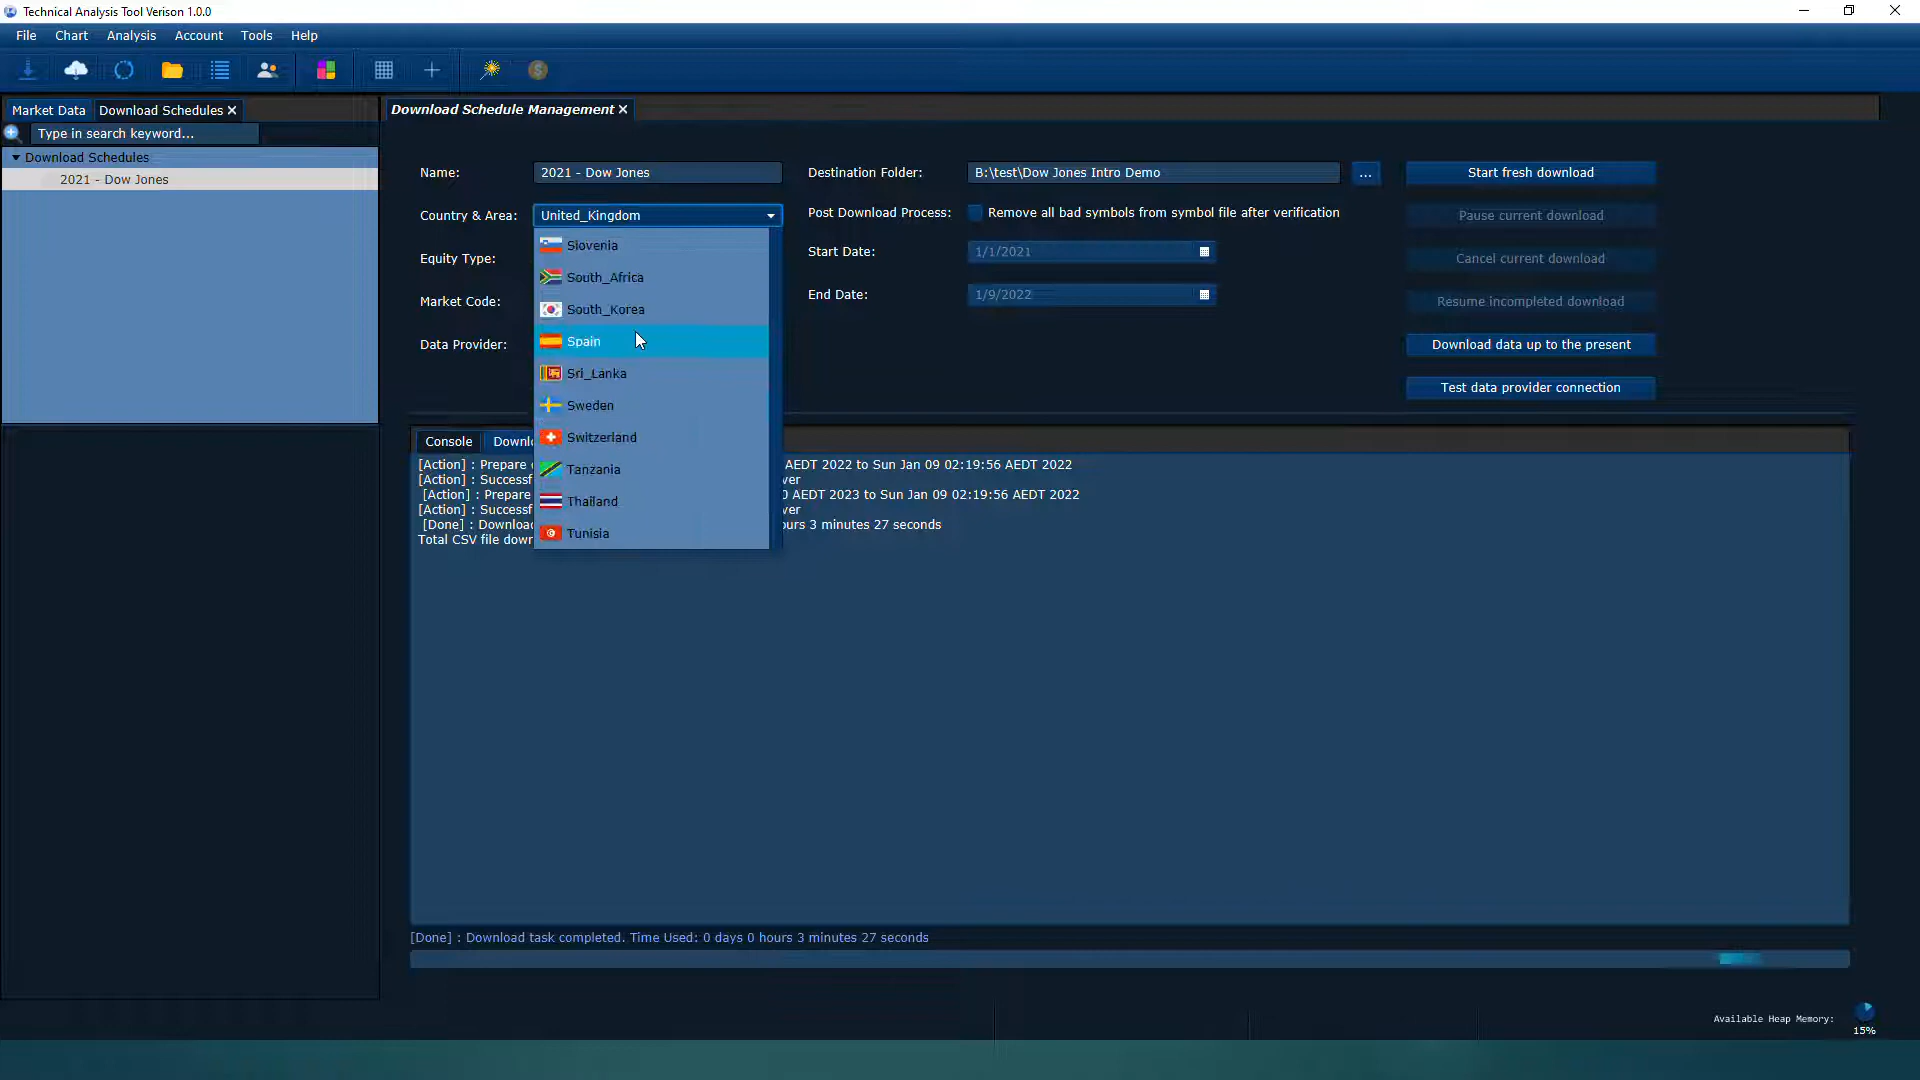 Technical Analysis Tool Verison 1.0.0
File Chart Analysis Account Tools Help
Market Data Download Schedules
Type in search keyword...
Download Schedules
2021 - Dow Jones
Download Schedule Management
Name: 2021 - Dow Jones
Country & Area: United_Kingdom
Equity Type:
Market Code:
Data Provider:
Slovenia
South_Africa
South_Korea
Spain
Sri_Lanka
Sweden
Switzerland
Tanzania
Thailand
Tunisia
Destination Folder: B:\test\Dow Jones Intro Demo ...
Post Download Process: Remove all bad symbols from symbol file after verification
Start Date: 1/1/2021
End Date: 1/9/2022
Start fresh download
Pause current download
Cancel current download
Resume incompleted download
Download data up to the present
Test data provider connection
Console Downl
[Action] : Prepare AEDT 2022 to Sun Jan 09 02:19:56 AEDT 2022
[Action] : Successf ver
[Action] : Prepare 0 AEDT 2023 to Sun Jan 09 02:19:56 AEDT 2022
[Action] : Successf ver
[Done] : Downloa ours 3 minutes 27 seconds
Total CSV file dowr
[Done] : Download task completed. Time Used: 0 days 0 hours 3 minutes 27 seconds
Available Heap Memory:
15%